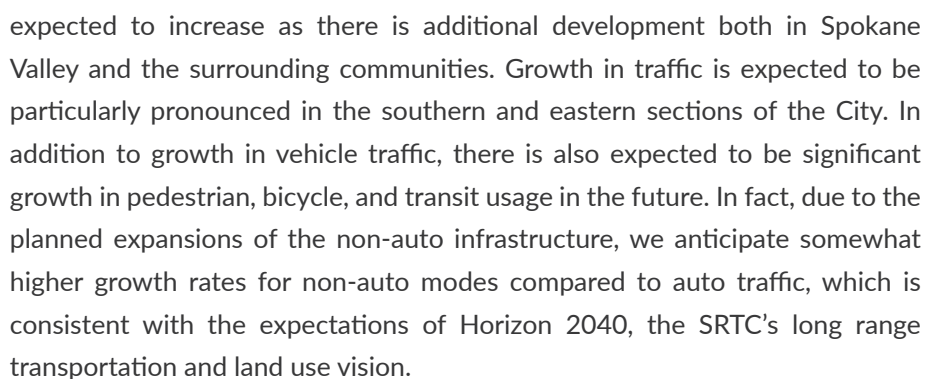 expected to increase as there is additional development both in Spokane
Valley and the surrounding communities. Growth in traffic is expected to be
particularly pronounced in the southern and eastern sections of the City. In
addition to growth in vehicle traffic, there is also expected to be significant
growth in pedestrian, bicycle, and transit usage in the future. In fact, due to the
planned expansions of the non-auto infrastructure, we anticipate somewhat
higher growth rates for non-auto modes compared to auto traffic, which is
consistent with the expectations of Horizon 2040, the SRTC’s long range
transportation and land use vision.